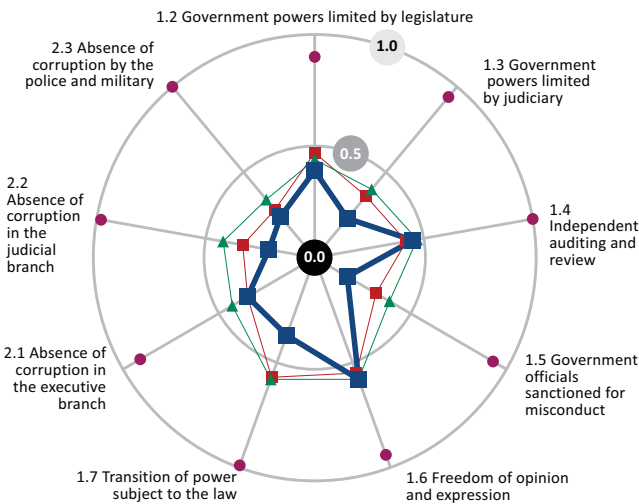 1.2 Government powers limited by legislature
1.0
2.3 Absence of
corruption by the
police and military
1.3 Government
powers limited
by judiciary
0.5
2.2
Absence of
corruption
in the
judicial
branch
1.4
Independent
auditing and
review
0.0
2.1 Absence of
corruption in
the executive
branch
1.5 Government
officials
sanctioned for
misconduct
1.7 Transition of power
subject to the law
1.6 Freedom of opinion
and expression